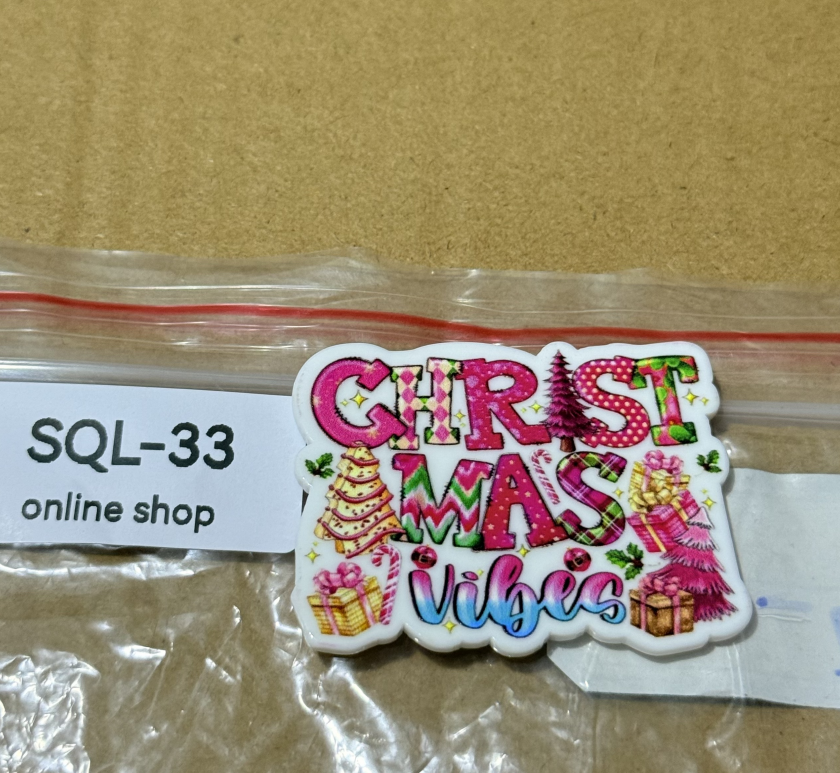 SQL-33
online shop
CHRIST
MAS
vibes